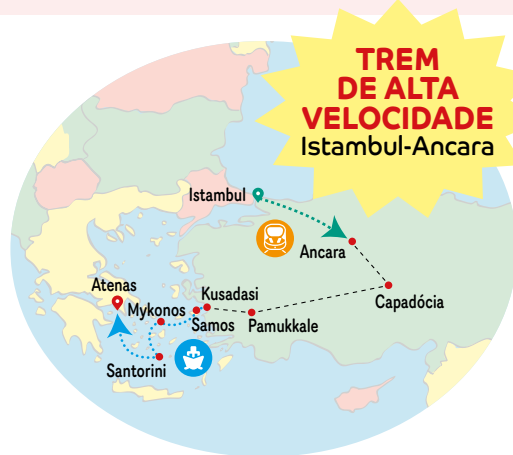 TREM
DE ALTA
VELOCIDADE
Istambul-Ancara
Istambul
Ancara
Capadócia
Atenas
Kusadasi
Mykonos
Samos
Pamukkale
Santorini